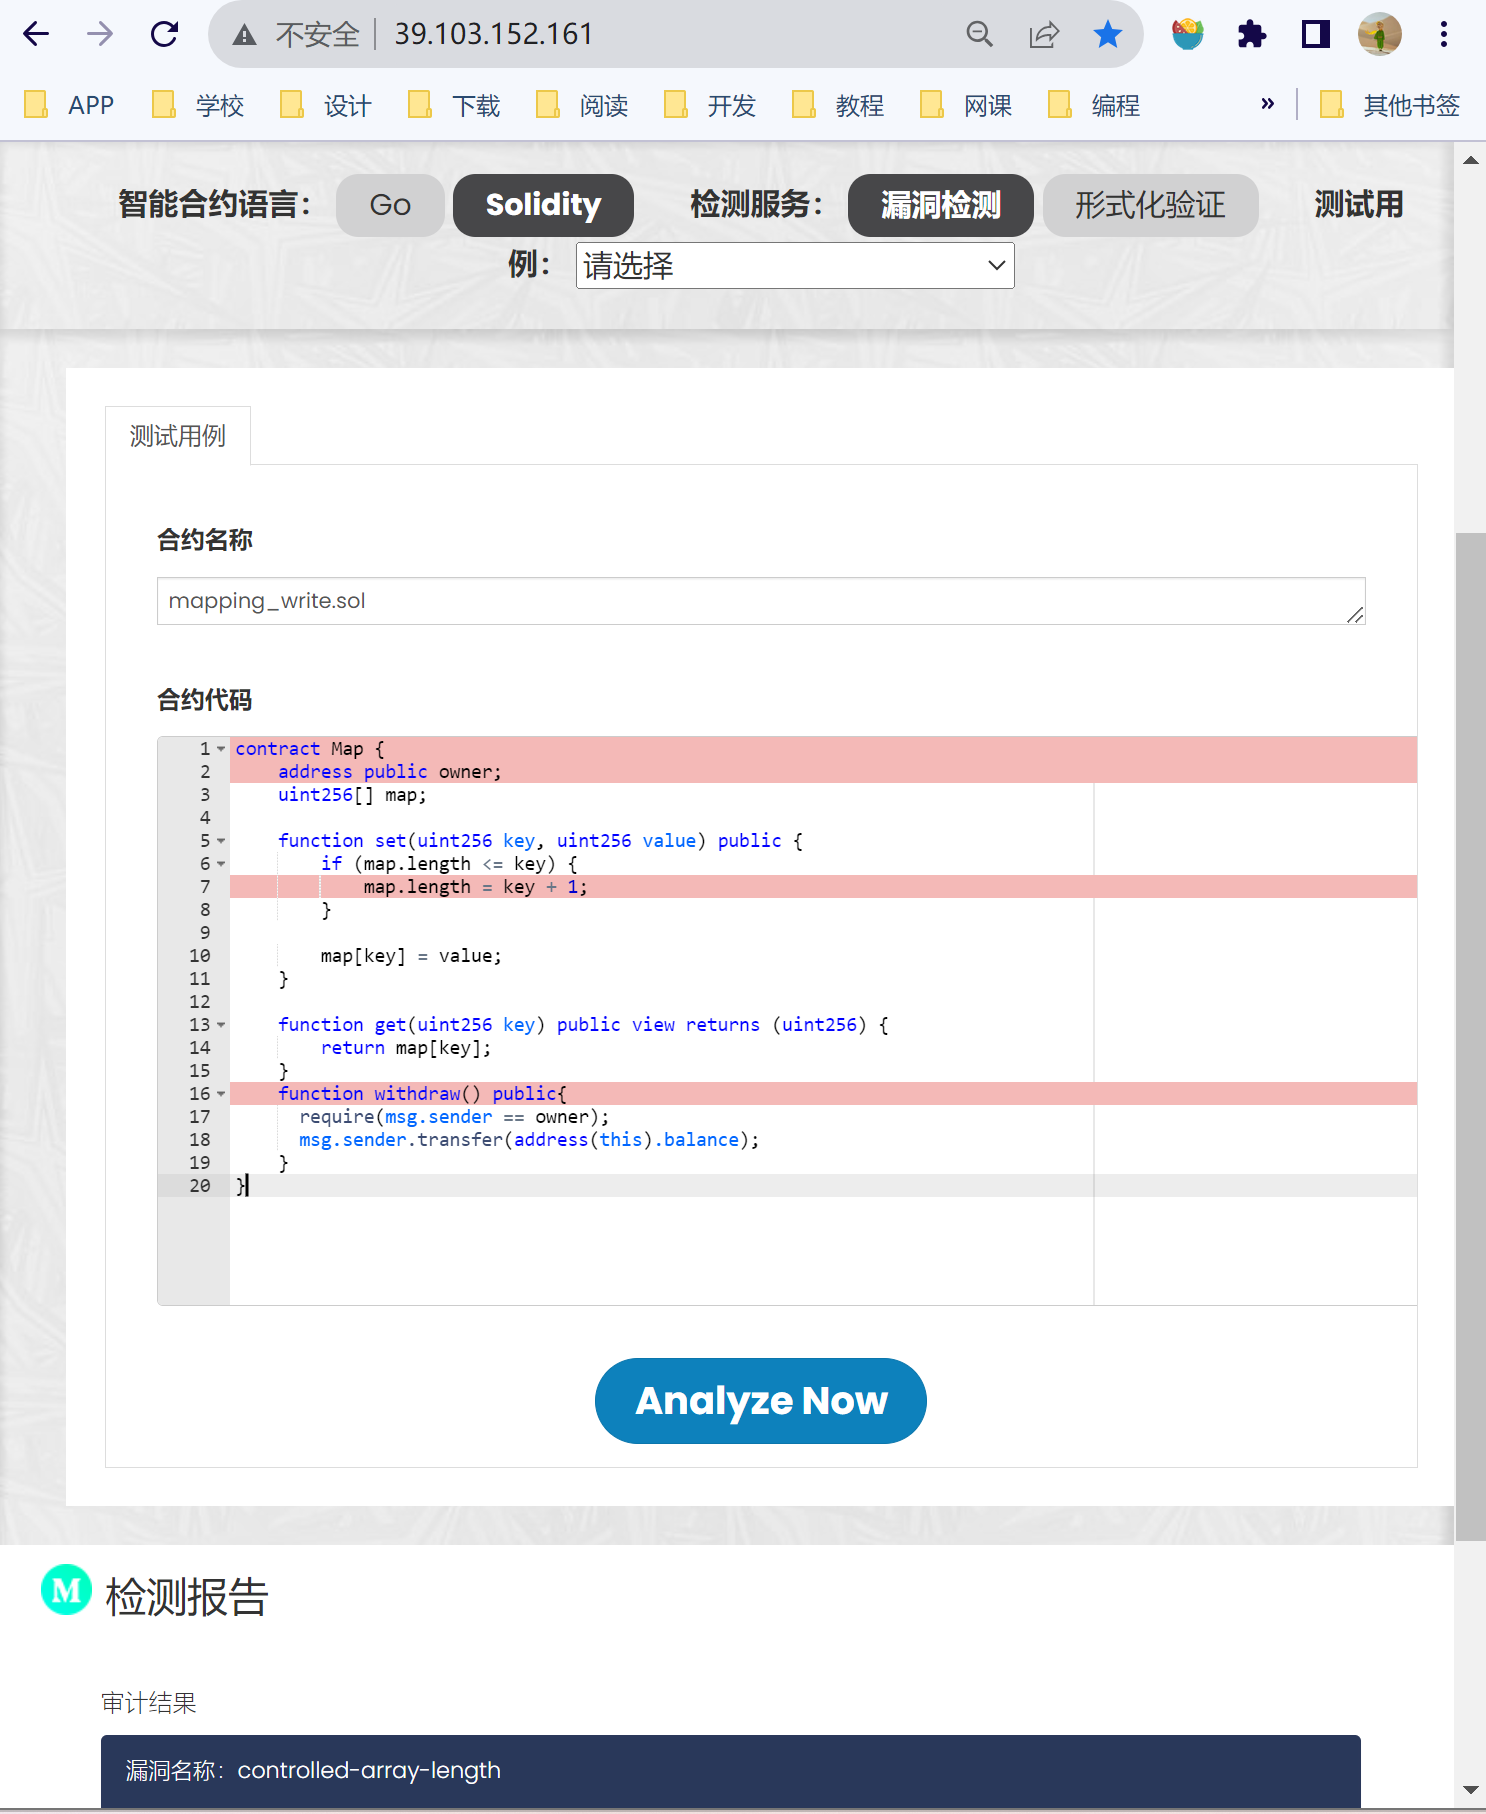 不安全 39.103.152.161
APP 学校 设计 下载 阅读 开发 教程 网课 编程 » 其他书签
智能合约语言： Go Solidity 检测服务： 漏洞检测 形式化验证 测试用
例： 请选择
测试用例
合约名称
mapping_write.sol
合约代码
1 contract Map {
2 address public owner;
3 uint256[] map;
4
5 function set(uint256 key, uint256 value) public {
6 if (map.length <= key) {
7 map.length = key + 1;
8 }
9
10 map[key] = value;
11 }
12
13 function get(uint256 key) public view returns (uint256) {
14 return map[key];
15 }
16 function withdraw() public{
17 require(msg.sender == owner);
18 msg.sender.transfer(address(this).balance);
19 }
20 }
Analyze Now
M 检测报告
审计结果
漏洞名称：controlled-array-length